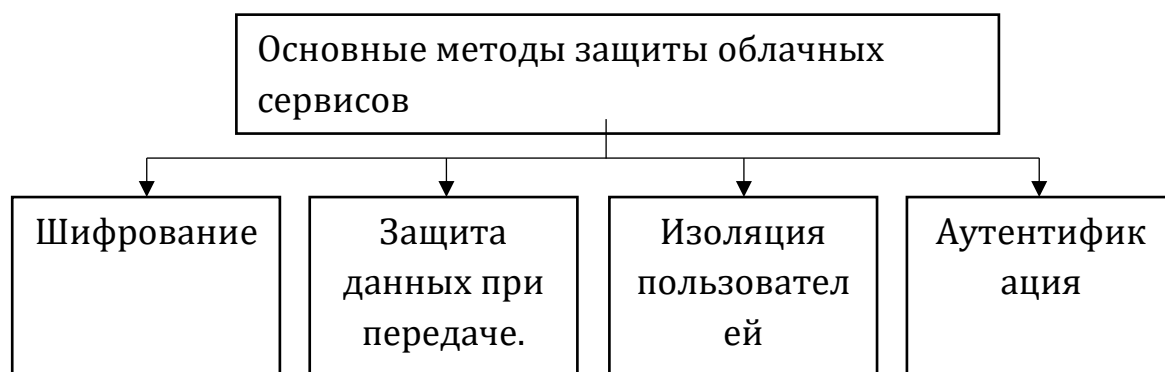 Основные методы защиты облачных
сервисов
Шифрование
Защита
данных при
передаче.
Изоляция
пользовател
ей
Аутентифик
ация